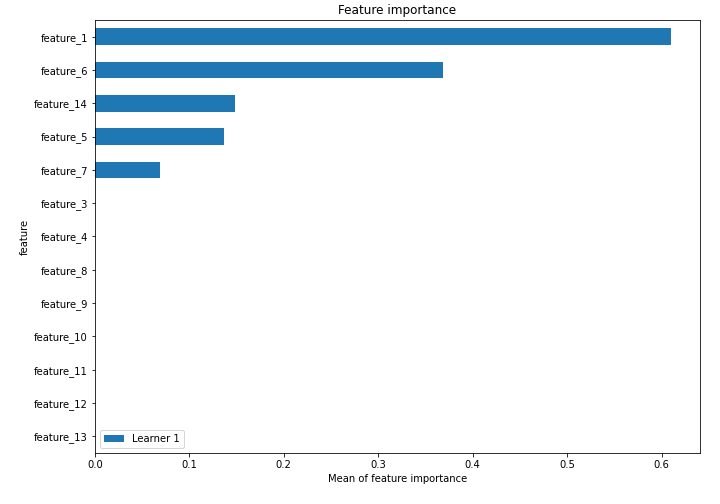 Feature importance
feature_1
feature_6
feature_14
feature_5
feature_7
feature_3
feature_4
feature_8
feature_9
feature_10
feature_11
feature_12
feature_13
feature
Learner 1
0.0 0.1 0.2 0.3 0.4 0.5 0.6
Mean of feature importance